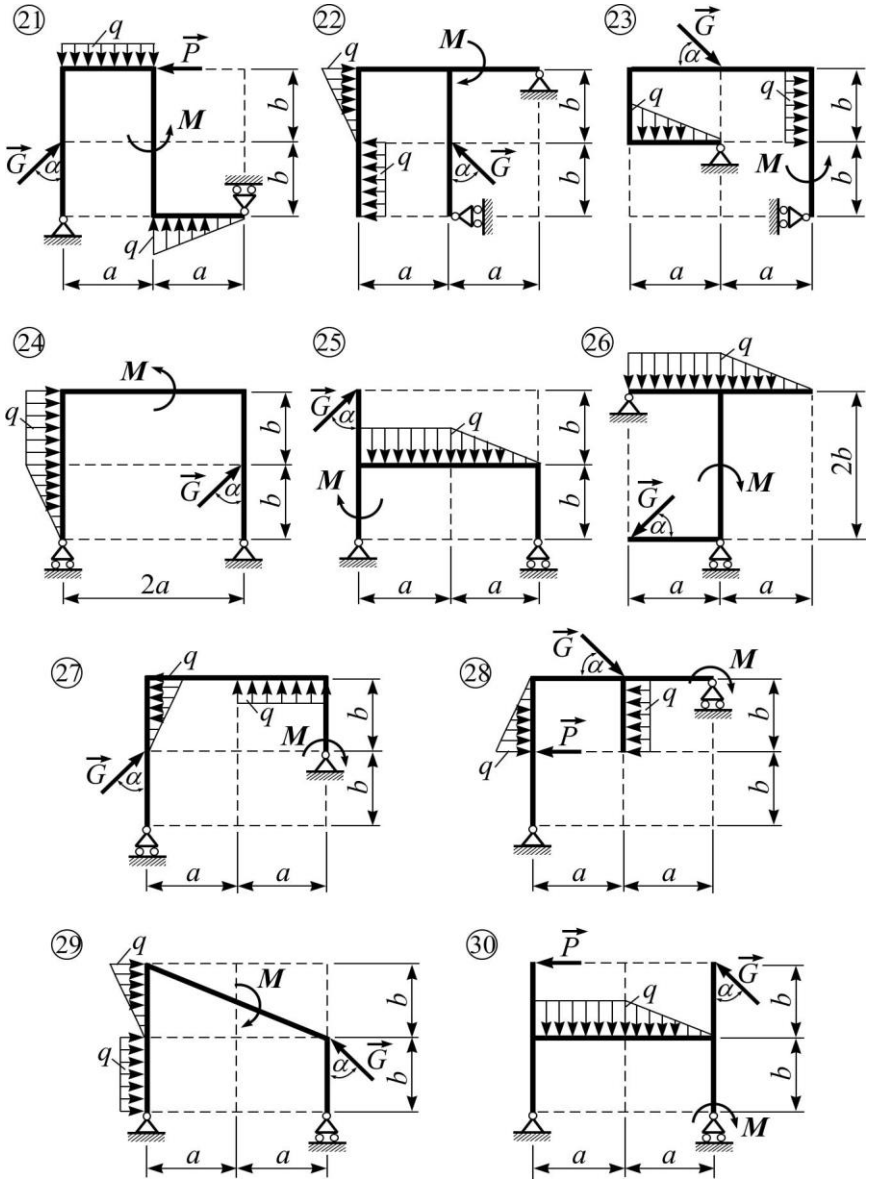 21 q P M G α q b b a a
22 q M q G α b b a a
23 G α q q M b b a a
24 M q G α b b 2a
25 G α q M b b a a
26 q G α M 2b a a
27 q q M G α b b a a
28 G α M q q P b b a a
29 q M q G α b b a a
30 P q G α M b b a a